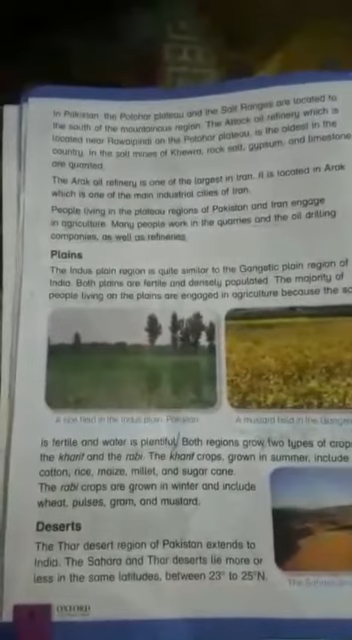 In Pakistan, the Potohar plateau and the Salt Ranges are located to
the south of the mountainous region. The Attock oil refinery which is
located near Rawalpindi on the Potohar plateau, is the oldest in the
country. In the salt mines of Khewra, rock salt, gypsum, and limestone
are quarried.
The Arak oil refinery is one of the largest in Iran. It is located in Arak
which is one of the main industrial cities of Iran.
People living in the plateau regions of Pakistan and Iran engage
in agriculture. Many people work in the quarries and the oil drilling
companies, as well as refineries.
Plains
The Indus plain region is quite similar to the Gangetic plain region of
India. Both plains are fertile and densely populated. The majority of
people living on the plains are engaged in agriculture because the
A rice field in the Indus plain, Pakistan
A mustard field in the
is fertile and water is plentiful. Both regions grow two types of
the kharif and the rabi. The kharif crops, grown in summer, include
cotton, rice, maize, millet, and sugar cane.
The rabi crops are grown in winter and include
wheat, pulses, gram, and mustard.
Deserts
The Thar desert region of Pakistan extends to
India. The Sahara and Thar deserts lie more or
less in the same latitudes, between 23° to 25°N.
The
OXFORD